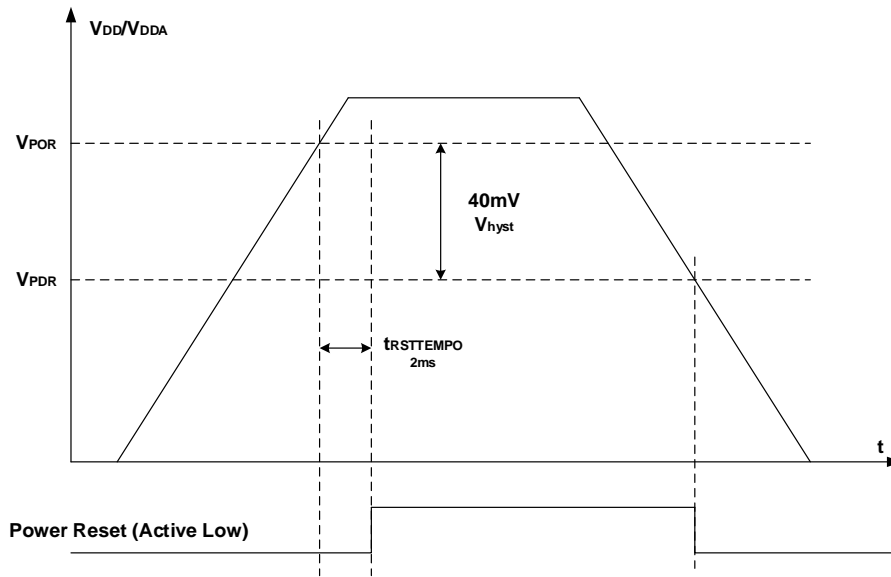 VDD/VDDA
VPOR
40mV
Vhyst
VPDR
tRSTTEMPO
2ms
t
Power Reset (Active Low)